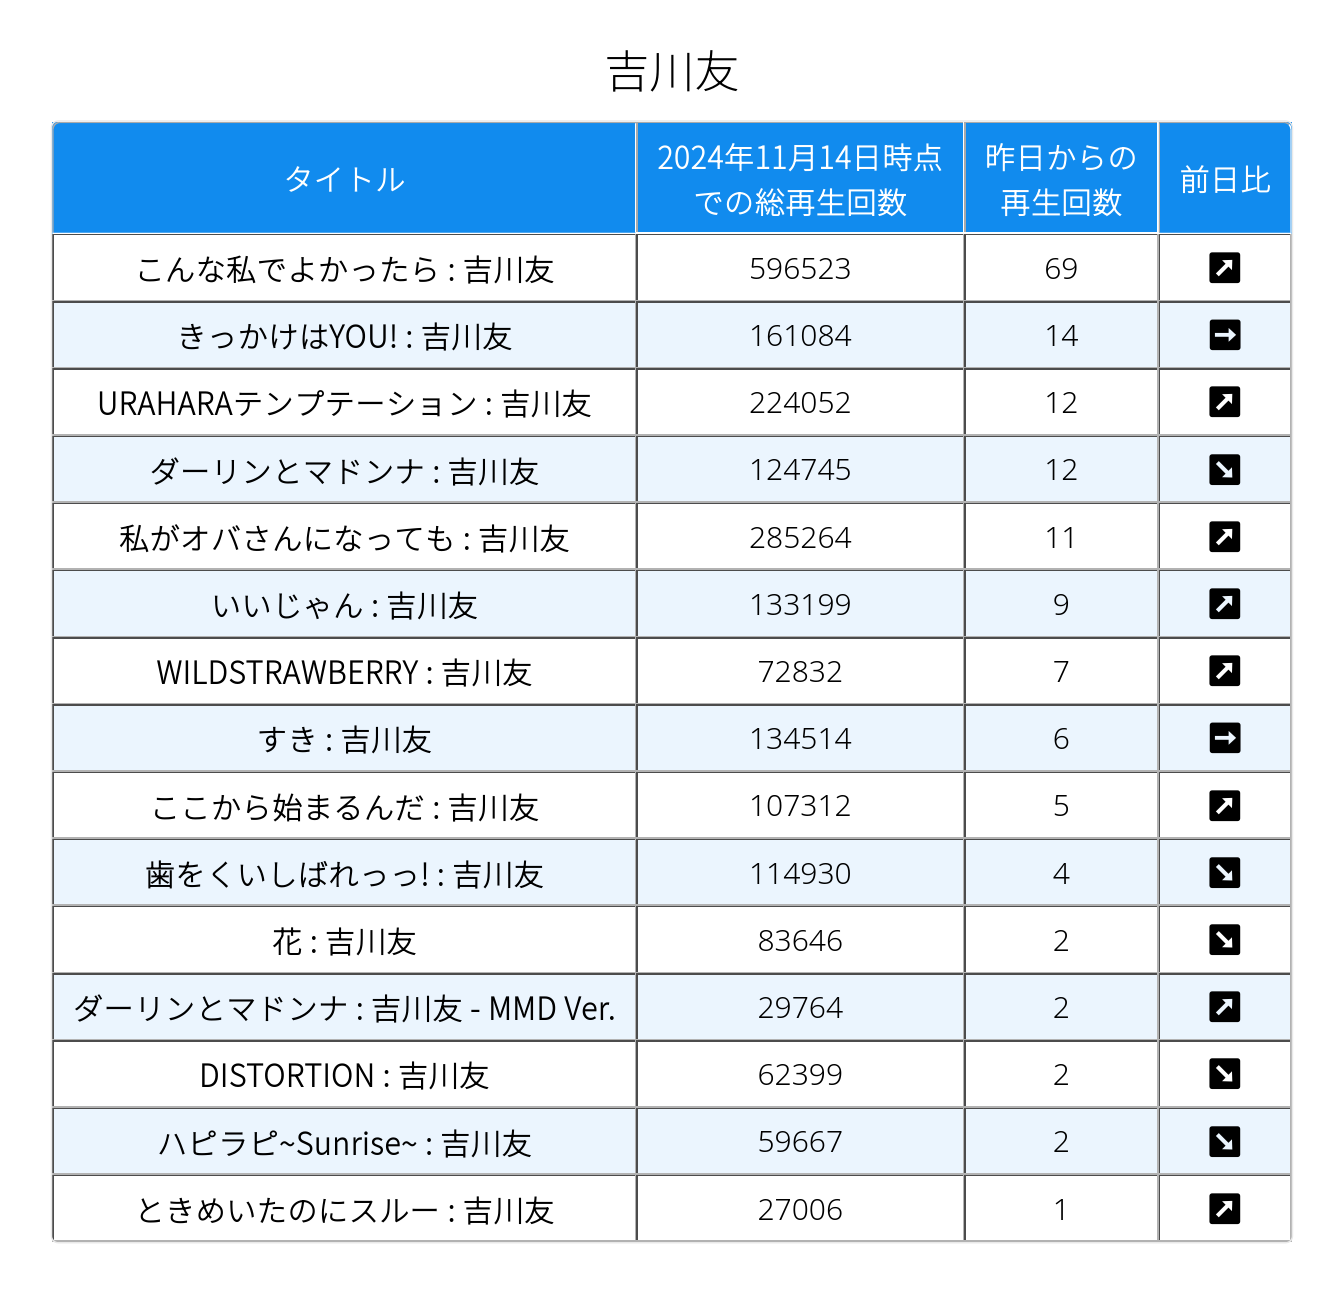 吉川友
タイトル
2024年11月14日時点
での総再生回数
昨日からの
再生回数
前日比
こんな私でよかったら : 吉川友 596523 69
きっかけはYOU! : 吉川友 161084 14
URAHARAテンプテーション : 吉川友 224052 12
ダーリンとマドンナ : 吉川友 124745 12
私がオバさんになっても : 吉川友 285264 11
いいじゃん : 吉川友 133199 9
WILDSTRAWBERRY : 吉川友 72832 7
すき : 吉川友 134514 6
ここから始まるんだ : 吉川友 107312 5
歯をくいしばれっっ! : 吉川友 114930 4
花 : 吉川友 83646 2
ダーリンとマドンナ : 吉川友 - MMD Ver. 29764 2
DISTORTION : 吉川友 62399 2
ハピラピ~Sunrise~ : 吉川友 59667 2
ときめいたのにスルー : 吉川友 27006 1